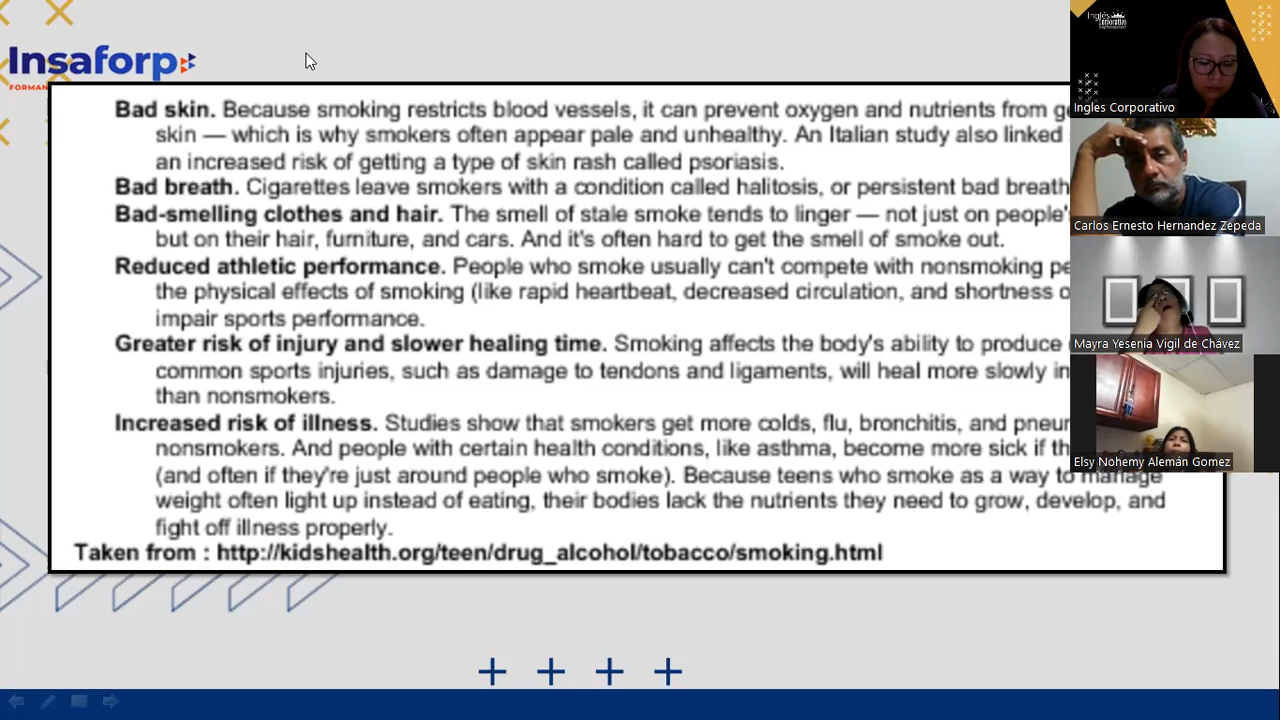 Insaforp
FORMAN
Bad skin. Because smoking restricts blood vessels, it can prevent oxygen and nutrients from ge
skin — which is why smokers often appear pale and unhealthy. An Italian study also linked
an increased risk of getting a type of skin rash called psoriasis.
Bad breath. Cigarettes leave smokers with a condition called halitosis, or persistent bad breath
Bad-smelling clothes and hair. The smell of stale smoke tends to linger — not just on people'
but on their hair, furniture, and cars. And it's often hard to get the smell of smoke out.
Reduced athletic performance. People who smoke usually can't compete with nonsmoking pe
the physical effects of smoking (like rapid heartbeat, decreased circulation, and shortness o
impair sports performance.
Greater risk of injury and slower healing time. Smoking affects the body's ability to produce
common sports injuries, such as damage to tendons and ligaments, will heal more slowly in
than nonsmokers.
Increased risk of illness. Studies show that smokers get more colds, flu, bronchitis, and pneu
nonsmokers. And people with certain health conditions, like asthma, become more sick if th
(and often if they're just around people who smoke). Because teens who smoke as a way to manage
weight often light up instead of eating, their bodies lack the nutrients they need to grow, develop, and
fight off illness properly.
Taken from : http://kidshealth.org/teen/drug_alcohol/tobacco/smoking.html
Inglés
Corporativo
Ingles Corporativo
Carlos Ernesto Hernandez Zepeda
Mayra Yesenia Vigil de Chávez
Elsy Nohemy Alemán Gomez